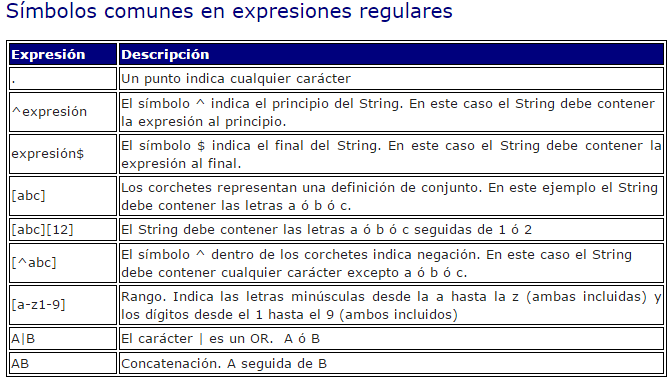 Símbolos comunes en expresiones regulares
Expresión Descripción
. Un punto indica cualquier carácter
^expresión El símbolo ^ indica el principio del String. En este caso el String debe contener
la expresión al principio.
expresión$ El símbolo $ indica el final del String. En este caso el String debe contener la
expresión al final.
[abc] Los corchetes representan una definición de conjunto. En este ejemplo el String
debe contener las letras a ó b ó c.
[abc][12] El String debe contener las letras a ó b ó c seguidas de 1 ó 2
[^abc] El símbolo ^ dentro de los corchetes indica negación. En este caso el String
debe contener cualquier carácter excepto a ó b ó c.
[a-z1-9] Rango. Indica las letras minúsculas desde la a hasta la z (ambas incluidas) y
los dígitos desde el 1 hasta el 9 (ambos incluidos)
A|B El carácter | es un OR. A ó B
AB Concatenación. A seguida de B